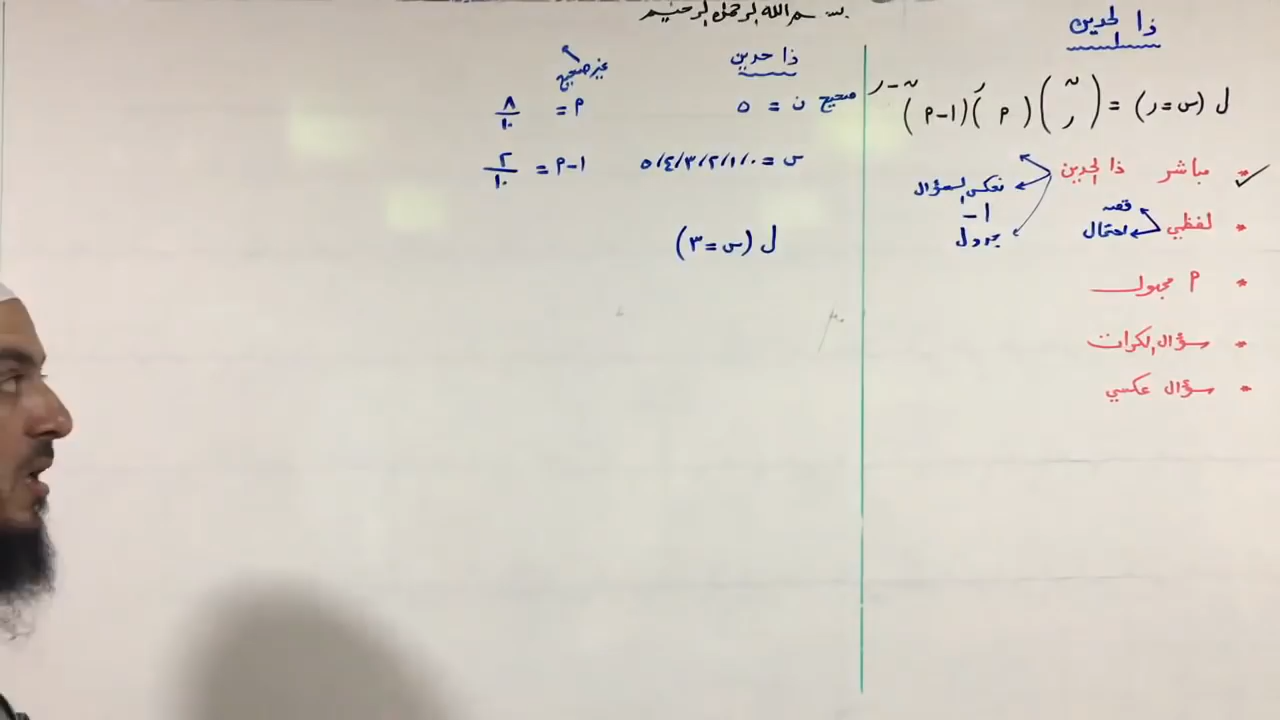 بسم الله الرحمن الرحيم
ذا الحدين
ل (س=ر) = (ن ر) (م)ر (١-م)ن-ر
* مباشر ذا الحدين
نعكس السؤال
١-
جدول
* لفظي
قصه
احتمال
* م مجهول
* سؤال الكرات
* سؤال عكسي
ذا حدين
غير صحيح
صحيح ن = ٥
م = ٨/١٠
س = ٠/١/٢/٣/٤/٥
١-م = ٢/١٠
ل (س=٣)